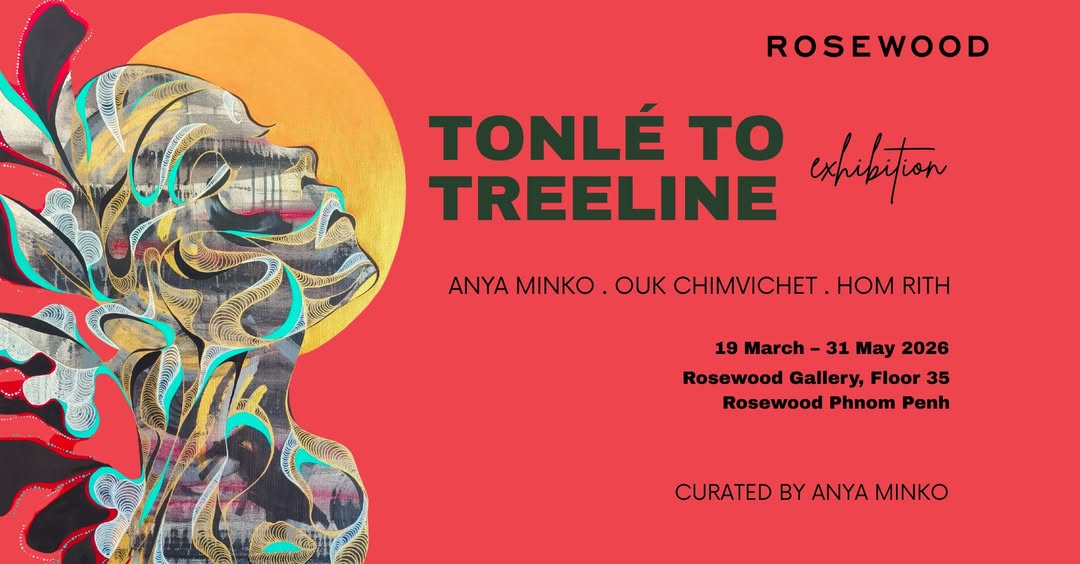 ROSEWOOD
TONLÉ TO
TREELINE
exhibition
ANYA MINKO . OUK CHIMVICHET . HOM RITH
19 March – 31 May 2026
Rosewood Gallery, Floor 35
Rosewood Phnom Penh
CURATED BY ANYA MINKO